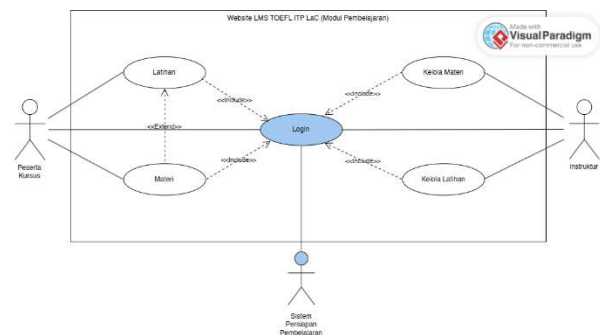 Website LMS TOEFL ITP LaC (Modul Pembelajaran)
Made with
Visual Paradigm
For non-commercial use
Latihan
Kelola Materi
<<Include>>
<<Include>>
<<Extend>>
Login
Peserta
Kursus
Instruktur
<<Include>>
<<Include>>
Materi
Kelola Latihan
Sistem
Persiapan
Pembelajaran